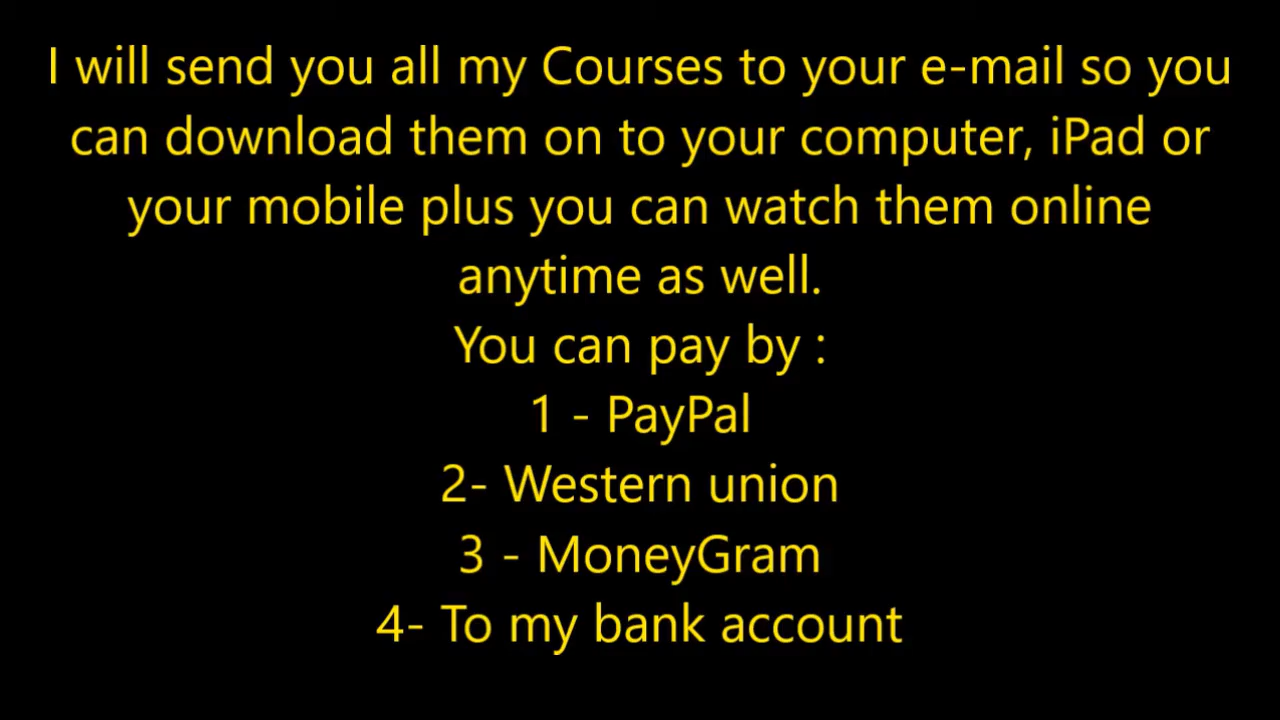 I will send you all my Courses to your e-mail so you
can download them on to your computer, iPad or
your mobile plus you can watch them online
anytime as well.
You can pay by :
1 - PayPal
2- Western union
3 - MoneyGram
4- To my bank account